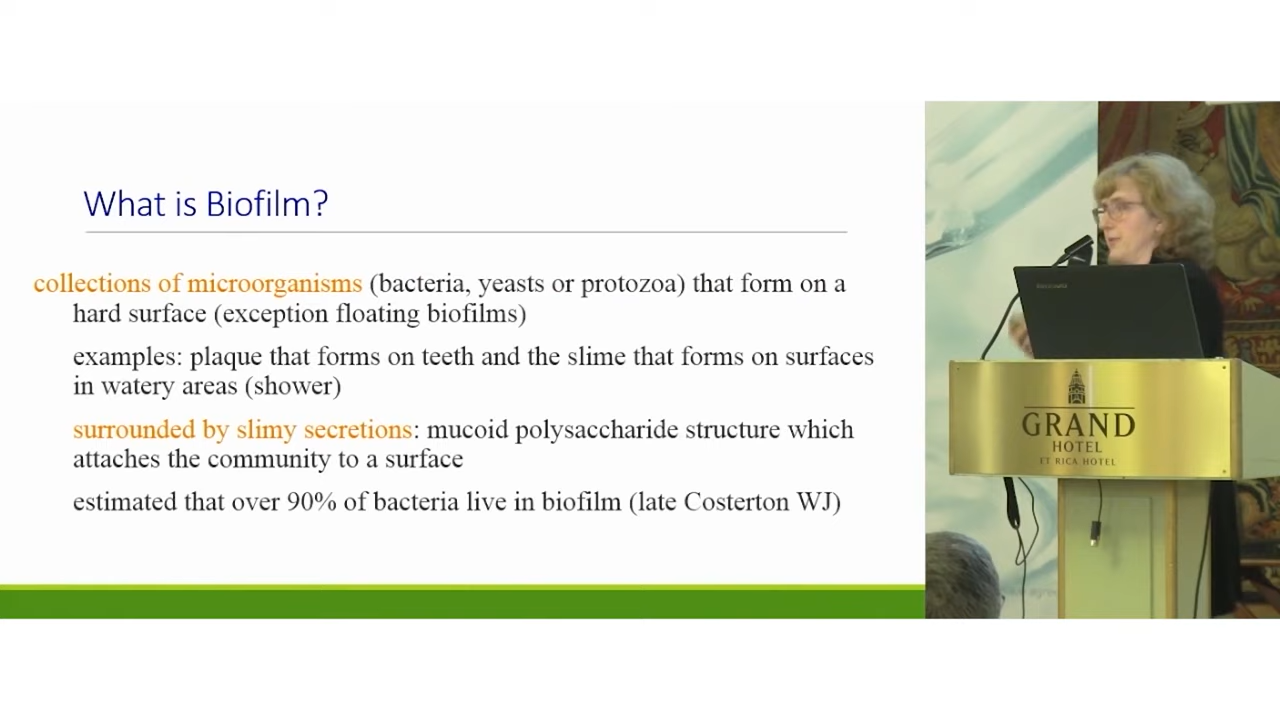 What is Biofilm?
collections of microorganisms (bacteria, yeasts or protozoa) that form on a
hard surface (exception floating biofilms)
examples: plaque that forms on teeth and the slime that forms on surfaces
in watery areas (shower)
surrounded by slimy secretions: mucoid polysaccharide structure which
attaches the community to a surface
estimated that over 90% of bacteria live in biofilm (late Costerton WJ)
GRAND
HOTEL
ET RICA HOTEL